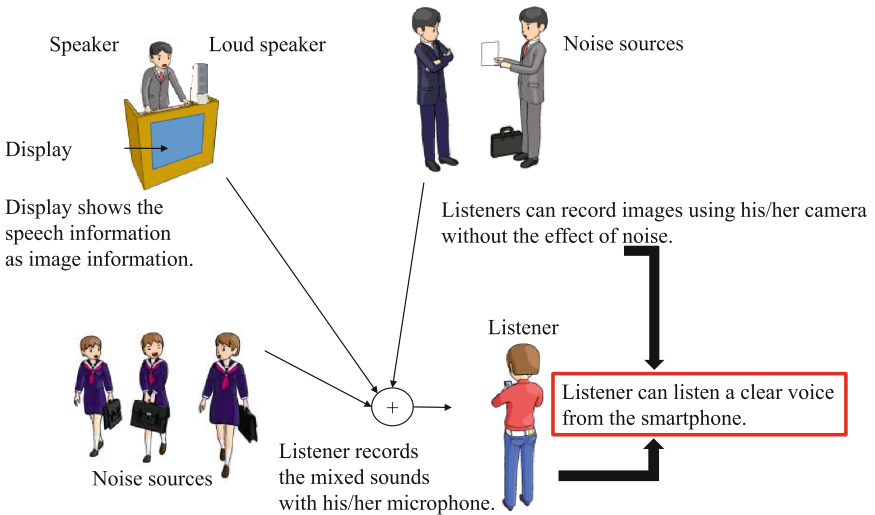 Speaker
Loud speaker
Noise sources
Display
Display shows the
speech information
as image information.
Listeners can record images using his/her camera
without the effect of noise.
Listener
Listener can listen a clear voice
from the smartphone.
+
Listener records
the mixed sounds
with his/her microphone.
Noise sources